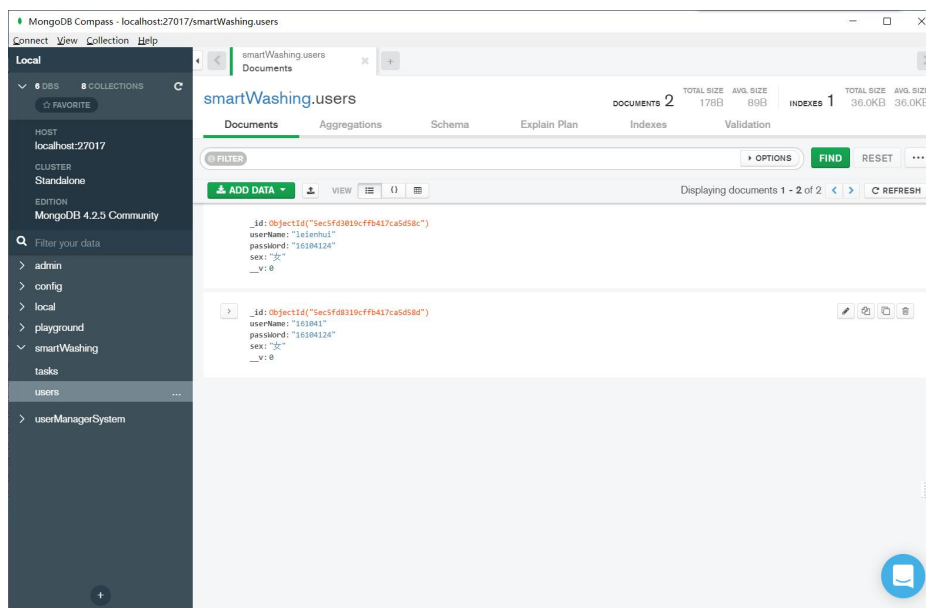 MongoDB Compass - localhost:27017/smartWashing.users
Connect View Collection Help
Local
6 DBS 8 COLLECTIONS
FAVORITE
HOST
localhost:27017
CLUSTER
Standalone
EDITION
MongoDB 4.2.5 Community
Filter your data
admin
config
local
playground
smartWashing
tasks
users ...
userManagerSystem
smartWashing.users
Documents
smartWashing.users
DOCUMENTS 2 TOTAL SIZE 178B AVG. SIZE 89B INDEXES 1 TOTAL SIZE 36.0KB AVG. SIZE 36.0KB
Documents Aggregations Schema Explain Plan Indexes Validation
FILTER OPTIONS FIND RESET ...
ADD DATA VIEW {} Displaying documents 1 - 2 of 2 < > REFRESH
_id:ObjectId("5ec5fd3019cffb417ca5d58c")
userName:"leienhui"
passWord:"16104124"
sex:"女"
__v:0
_id:ObjectId("5ec5fd8319cffb417ca5d58d")
userName:"161041"
passWord:"16104124"
sex:"女"
__v:0